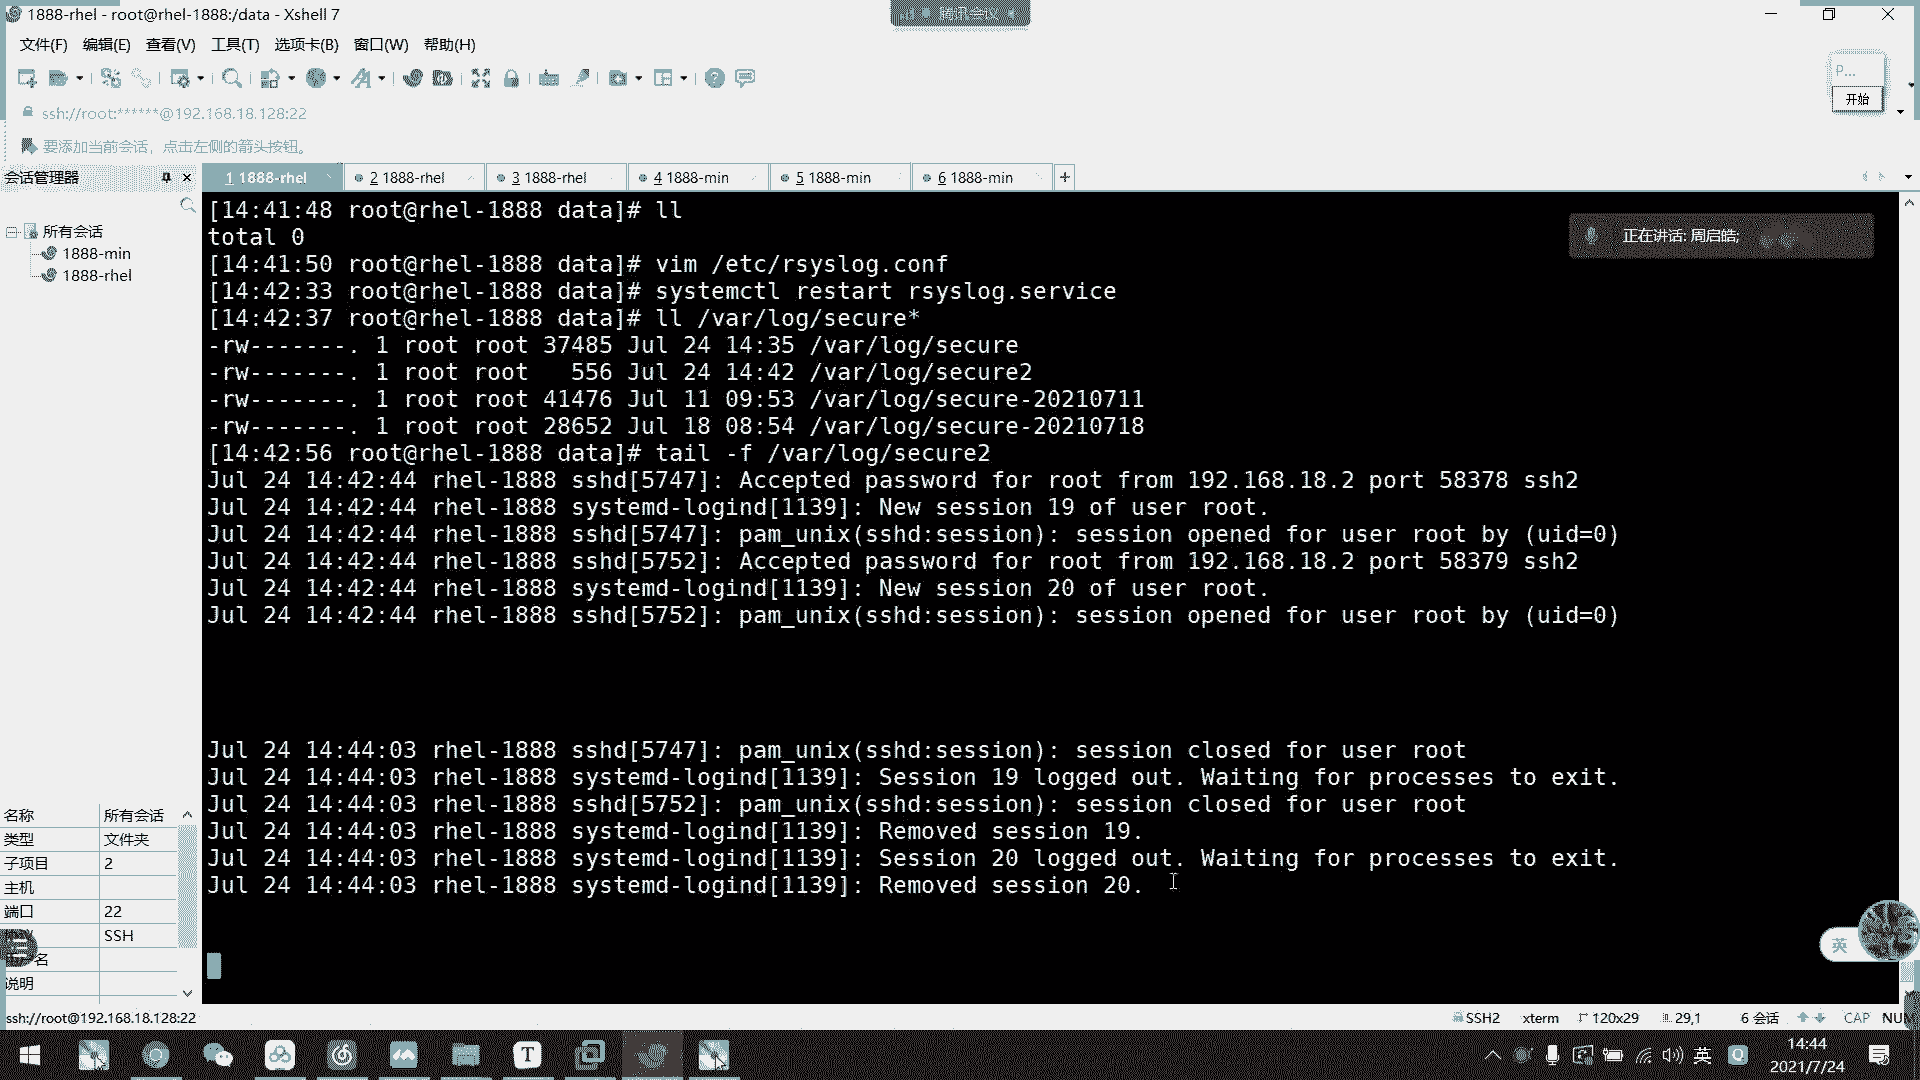 1888-rhel - root@rhel-1888:/data - Xshell 7
腾讯会议
文件(F) 编辑(E) 查看(V) 工具(T) 选项卡(B) 窗口(W) 帮助(H)
P...
开始
ssh://root:******@192.168.18.128:22
要添加当前会话，点击左侧的箭头按钮。
会话管理器
1 1888-rhel 2 1888-rhel 3 1888-rhel 4 1888-min 5 1888-min 6 1888-min +
所有会话
1888-min
1888-rhel
正在讲话: 周启皓;
[14:41:48 root@rhel-1888 data]# ll
total 0
[14:41:50 root@rhel-1888 data]# vim /etc/rsyslog.conf
[14:42:33 root@rhel-1888 data]# systemctl restart rsyslog.service
[14:42:37 root@rhel-1888 data]# ll /var/log/secure*
-rw-------. 1 root root 37485 Jul 24 14:35 /var/log/secure
-rw-------. 1 root root   556 Jul 24 14:42 /var/log/secure2
-rw-------. 1 root root 41476 Jul 11 09:53 /var/log/secure-20210711
-rw-------. 1 root root 28652 Jul 18 08:54 /var/log/secure-20210718
[14:42:56 root@rhel-1888 data]# tail -f /var/log/secure2
Jul 24 14:42:44 rhel-1888 sshd[5747]: Accepted password for root from 192.168.18.2 port 58378 ssh2
Jul 24 14:42:44 rhel-1888 systemd-logind[1139]: New session 19 of user root.
Jul 24 14:42:44 rhel-1888 sshd[5747]: pam_unix(sshd:session): session opened for user root by (uid=0)
Jul 24 14:42:44 rhel-1888 sshd[5752]: Accepted password for root from 192.168.18.2 port 58379 ssh2
Jul 24 14:42:44 rhel-1888 systemd-logind[1139]: New session 20 of user root.
Jul 24 14:42:44 rhel-1888 sshd[5752]: pam_unix(sshd:session): session opened for user root by (uid=0)
Jul 24 14:44:03 rhel-1888 sshd[5747]: pam_unix(sshd:session): session closed for user root
Jul 24 14:44:03 rhel-1888 systemd-logind[1139]: Session 19 logged out. Waiting for processes to exit.
Jul 24 14:44:03 rhel-1888 sshd[5752]: pam_unix(sshd:session): session closed for user root
Jul 24 14:44:03 rhel-1888 systemd-logind[1139]: Removed session 19.
Jul 24 14:44:03 rhel-1888 systemd-logind[1139]: Session 20 logged out. Waiting for processes to exit.
Jul 24 14:44:03 rhel-1888 systemd-logind[1139]: Removed session 20.
名称 所有会话
类型 文件夹
子项目 2
主机
端口 22
SSH
名
说明
英
ssh://root@192.168.18.128:22
SSH2 xterm 120x29 29,1 6 会话 CAP NUM
T
英
Q
14:44
2021/7/24